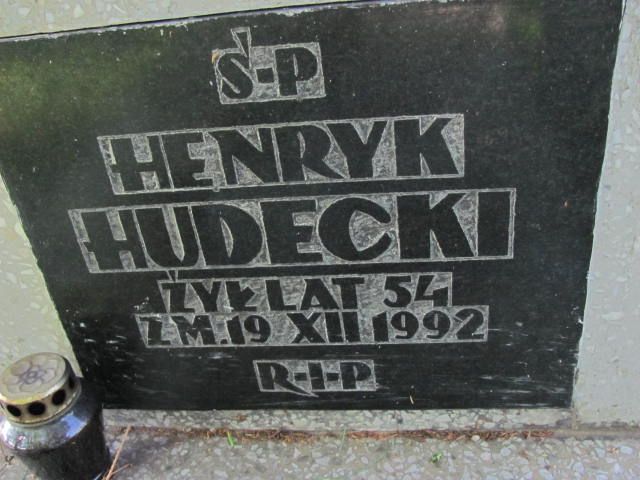 Ś-P
HENRYK
HUDECKI
ŻYŁ LAT 54
ZM. 19 XII 1992
R-I-P